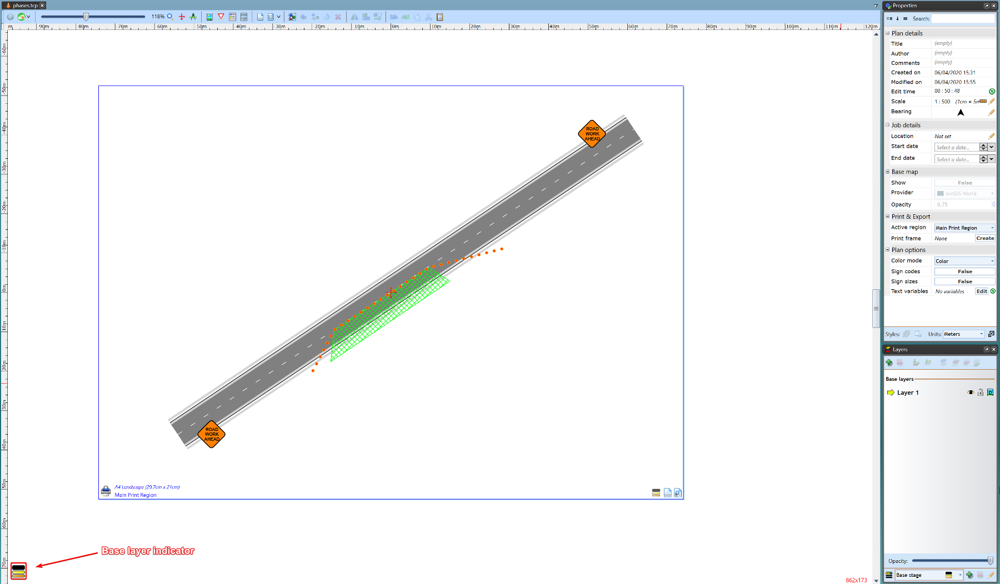 phases.tcp
118%
m -90m -80m -70m -60m -50m -40m -30m -20m -10m 0m 10m 20m 30m 40m 50m 60m 70m 80m 90m 100m 110m 120m
-60m
-50m
-40m
-30m
-20m
-10m
0m
10m
20m
30m
40m
50m
60m
70m
ROAD
WORK
AHEAD
ROAD
WORK
AHEAD
A4 Landscape (29.7cm x 21cm)
Main Print Region
Base layer indicator
862x173
Properties
Search:
Plan details
Title (empty)
Author (empty)
Comments (empty)
Created on 06/04/2020 15:31
Modified on 06/04/2020 15:55
Edit time 00 : 50 : 48
Scale 1 : 500 (1cm = 5m
Bearing
Job details
Location Not set
Start date Select a date...
End date Select a date...
Base map
Show False
Provider ArcGIS World
Opacity 0.75
Print & Export
Active region Main Print Region
Print frame None Create
Plan options
Color mode Color
Sign codes False
Sign sizes False
Text variables No variables Edit
Styles: Units: Meters
Layers
Base layers
Layer 1 D
Opacity:
Base stage